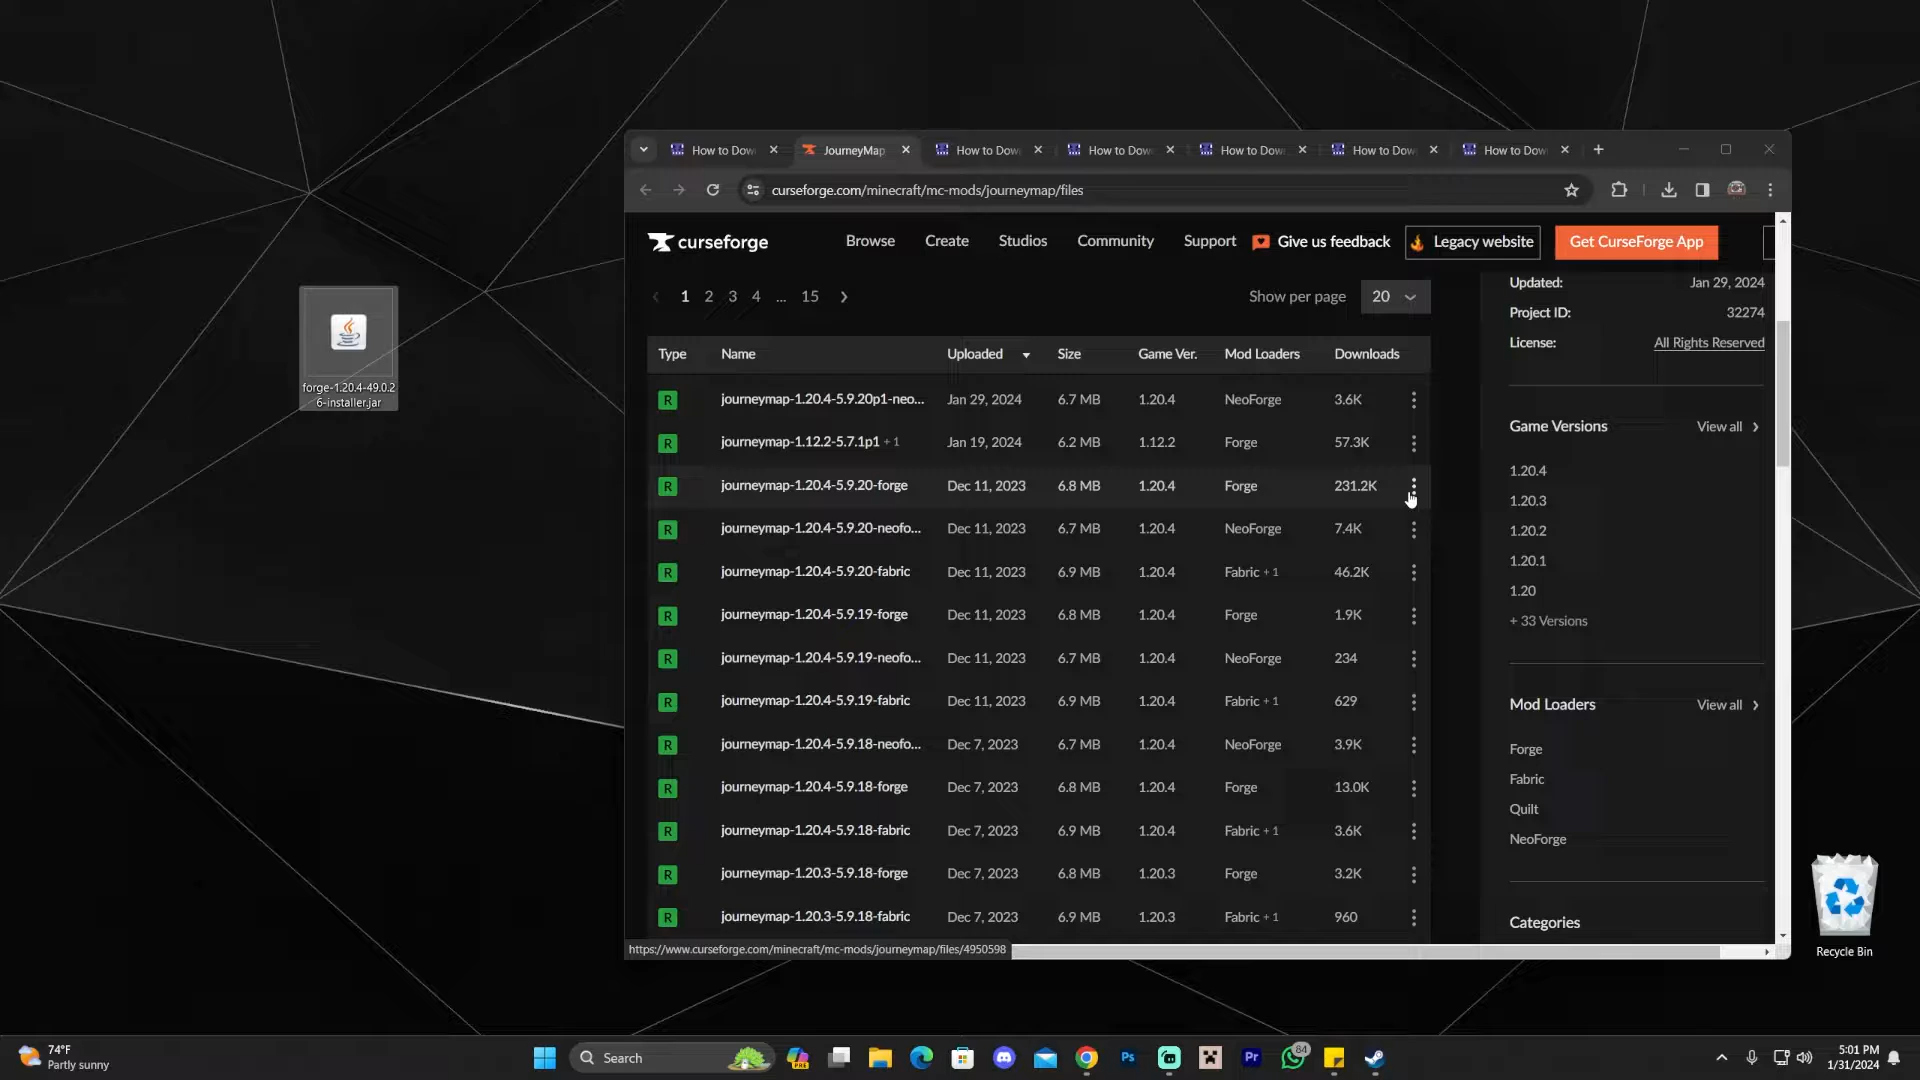 How to Dow
JourneyMap
How to Dow
How to Dow
How to Dow
How to Dow
How to Dow
curseforge.com/minecraft/mc-mods/journeymap/files
curseforge
Browse
Create
Studios
Community
Support
Give us feedback
Legacy website
Get CurseForge App
1 2 3 4 ... 15
Show per page 20
Type Name Uploaded Size Game Ver. Mod Loaders Downloads
R journeymap-1.20.4-5.9.20p1-neo... Jan 29, 2024 6.7 MB 1.20.4 NeoForge 3.6K
R journeymap-1.12.2-5.7.1p1 + 1 Jan 19, 2024 6.2 MB 1.12.2 Forge 57.3K
R journeymap-1.20.4-5.9.20-forge Dec 11, 2023 6.8 MB 1.20.4 Forge 231.2K
R journeymap-1.20.4-5.9.20-neofo... Dec 11, 2023 6.7 MB 1.20.4 NeoForge 7.4K
R journeymap-1.20.4-5.9.20-fabric Dec 11, 2023 6.9 MB 1.20.4 Fabric + 1 46.2K
R journeymap-1.20.4-5.9.19-forge Dec 11, 2023 6.8 MB 1.20.4 Forge 1.9K
R journeymap-1.20.4-5.9.19-neofo... Dec 11, 2023 6.7 MB 1.20.4 NeoForge 234
R journeymap-1.20.4-5.9.19-fabric Dec 11, 2023 6.9 MB 1.20.4 Fabric + 1 629
R journeymap-1.20.4-5.9.18-neofo... Dec 7, 2023 6.7 MB 1.20.4 NeoForge 3.9K
R journeymap-1.20.4-5.9.18-forge Dec 7, 2023 6.8 MB 1.20.4 Forge 13.0K
R journeymap-1.20.4-5.9.18-fabric Dec 7, 2023 6.9 MB 1.20.4 Fabric + 1 3.6K
R journeymap-1.20.3-5.9.18-forge Dec 7, 2023 6.8 MB 1.20.3 Forge 3.2K
R journeymap-1.20.3-5.9.18-fabric Dec 7, 2023 6.9 MB 1.20.3 Fabric + 1 960
https://www.curseforge.com/minecraft/mc-mods/journeymap/files/4950598
Updated: Jan 29, 2024
Project ID: 32274
License: All Rights Reserved
Game Versions View all
1.20.4
1.20.3
1.20.2
1.20.1
1.20
+ 33 Versions
Mod Loaders View all
Forge
Fabric
Quilt
NeoForge
Categories
forge-1.20.4-49.0.2
6-installer.jar
Recycle Bin
74°F
Partly sunny
Search
PRE
Ps
Pr
84
5:01 PM
1/31/2024